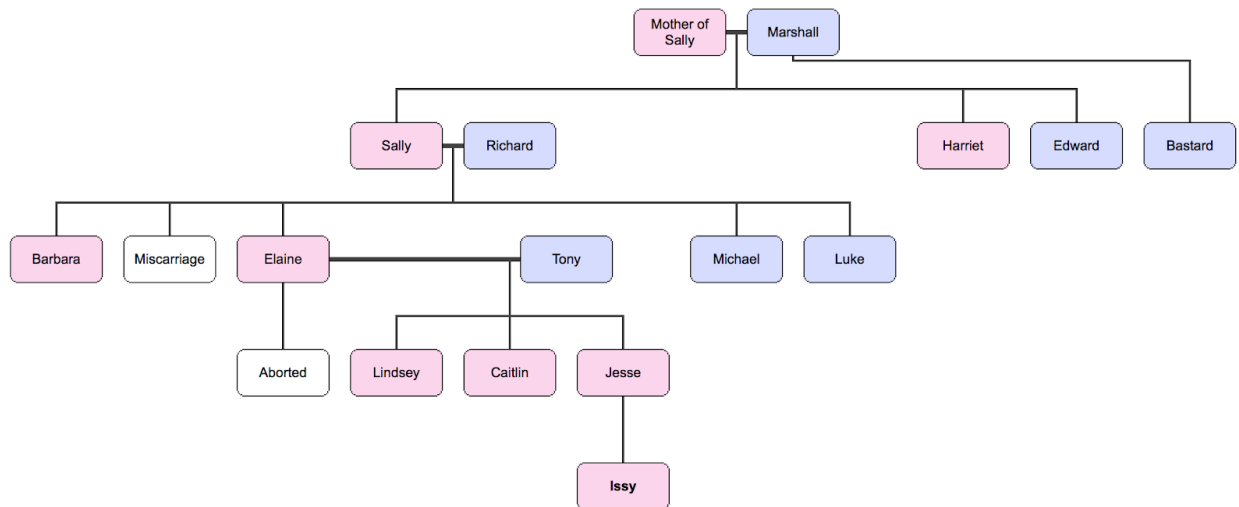 Mother of
Sally
Marshall
Sally
Richard
Harriet
Edward
Bastard
Barbara
Miscarriage
Elaine
Tony
Michael
Luke
Aborted
Lindsey
Caitlin
Jesse
Issy